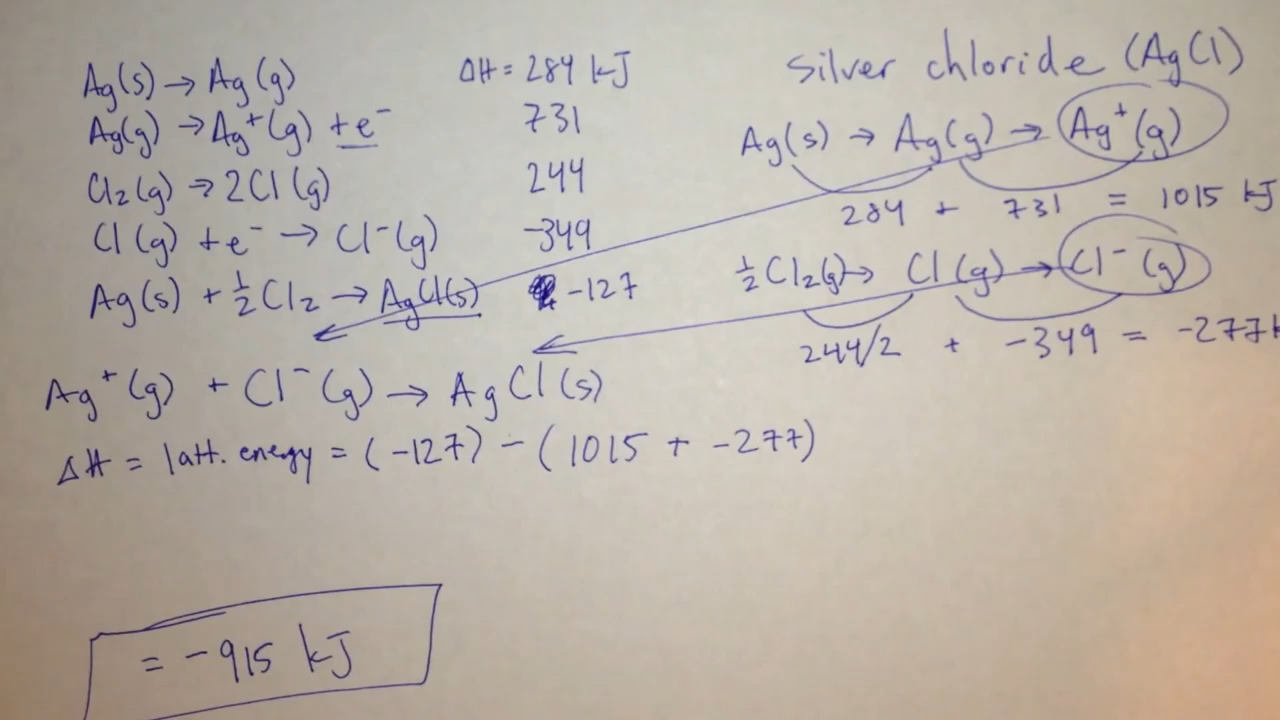 Ag(s) → Ag(g) ΔH = 284 kJ
Ag(g) → Ag⁺(g) + e⁻ 731
Cl₂(g) → 2Cl(g) 244
Cl(g) + e⁻ → Cl⁻(g) -349
Ag(s) + ½Cl₂ → AgCl(s) -127
Silver chloride (AgCl)
Ag(s) → Ag(g) → Ag⁺(g)
284 + 731 = 1015 kJ
½Cl₂(g) → Cl(g) → Cl⁻(g)
244/2 + -349 = -277k
Ag⁺(g) + Cl⁻(g) → AgCl(s)
ΔH = latt. energy = (-127) - (1015 + -277)
= -915 kJ